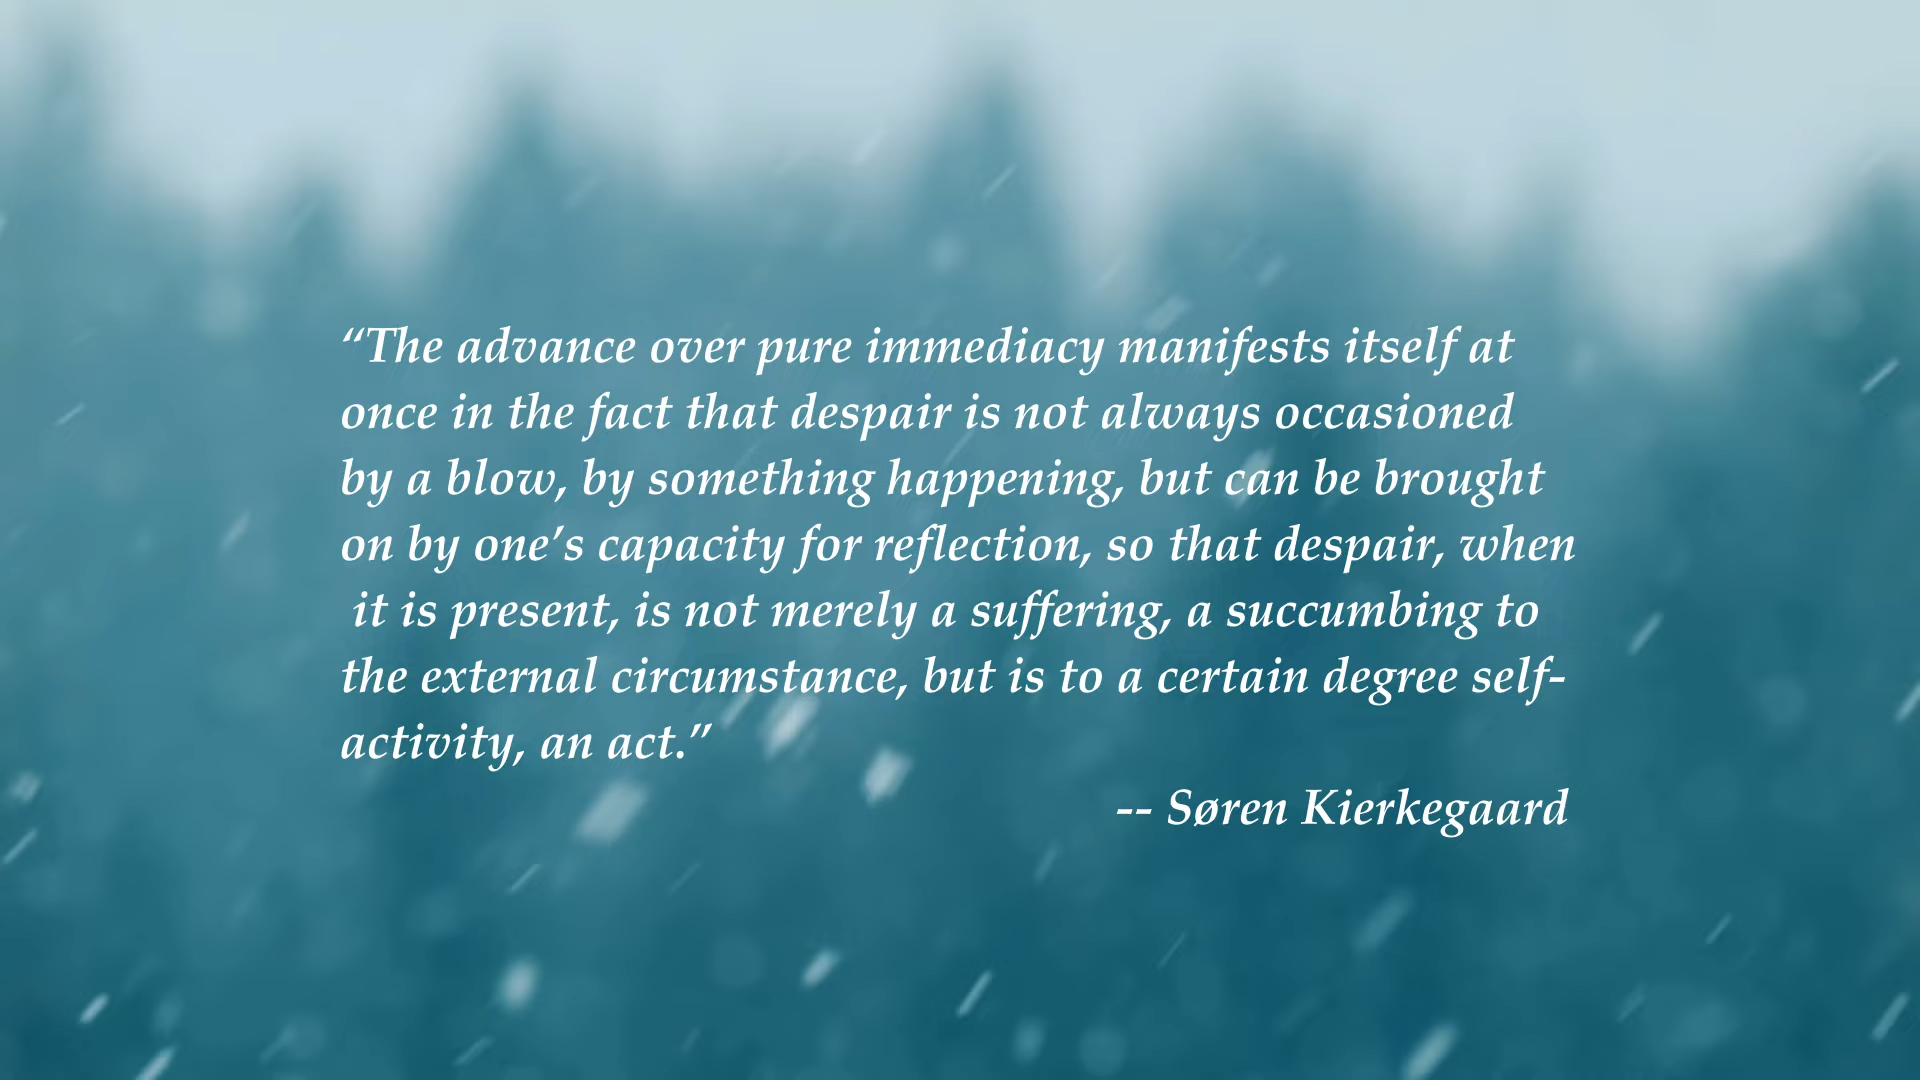 “The advance over pure immediacy manifests itself at
once in the fact that despair is not always occasioned
by a blow, by something happening, but can be brought
on by one’s capacity for reflection, so that despair, when
it is present, is not merely a suffering, a succumbing to
the external circumstance, but is to a certain degree self-
activity, an act.”
-- Søren Kierkegaard